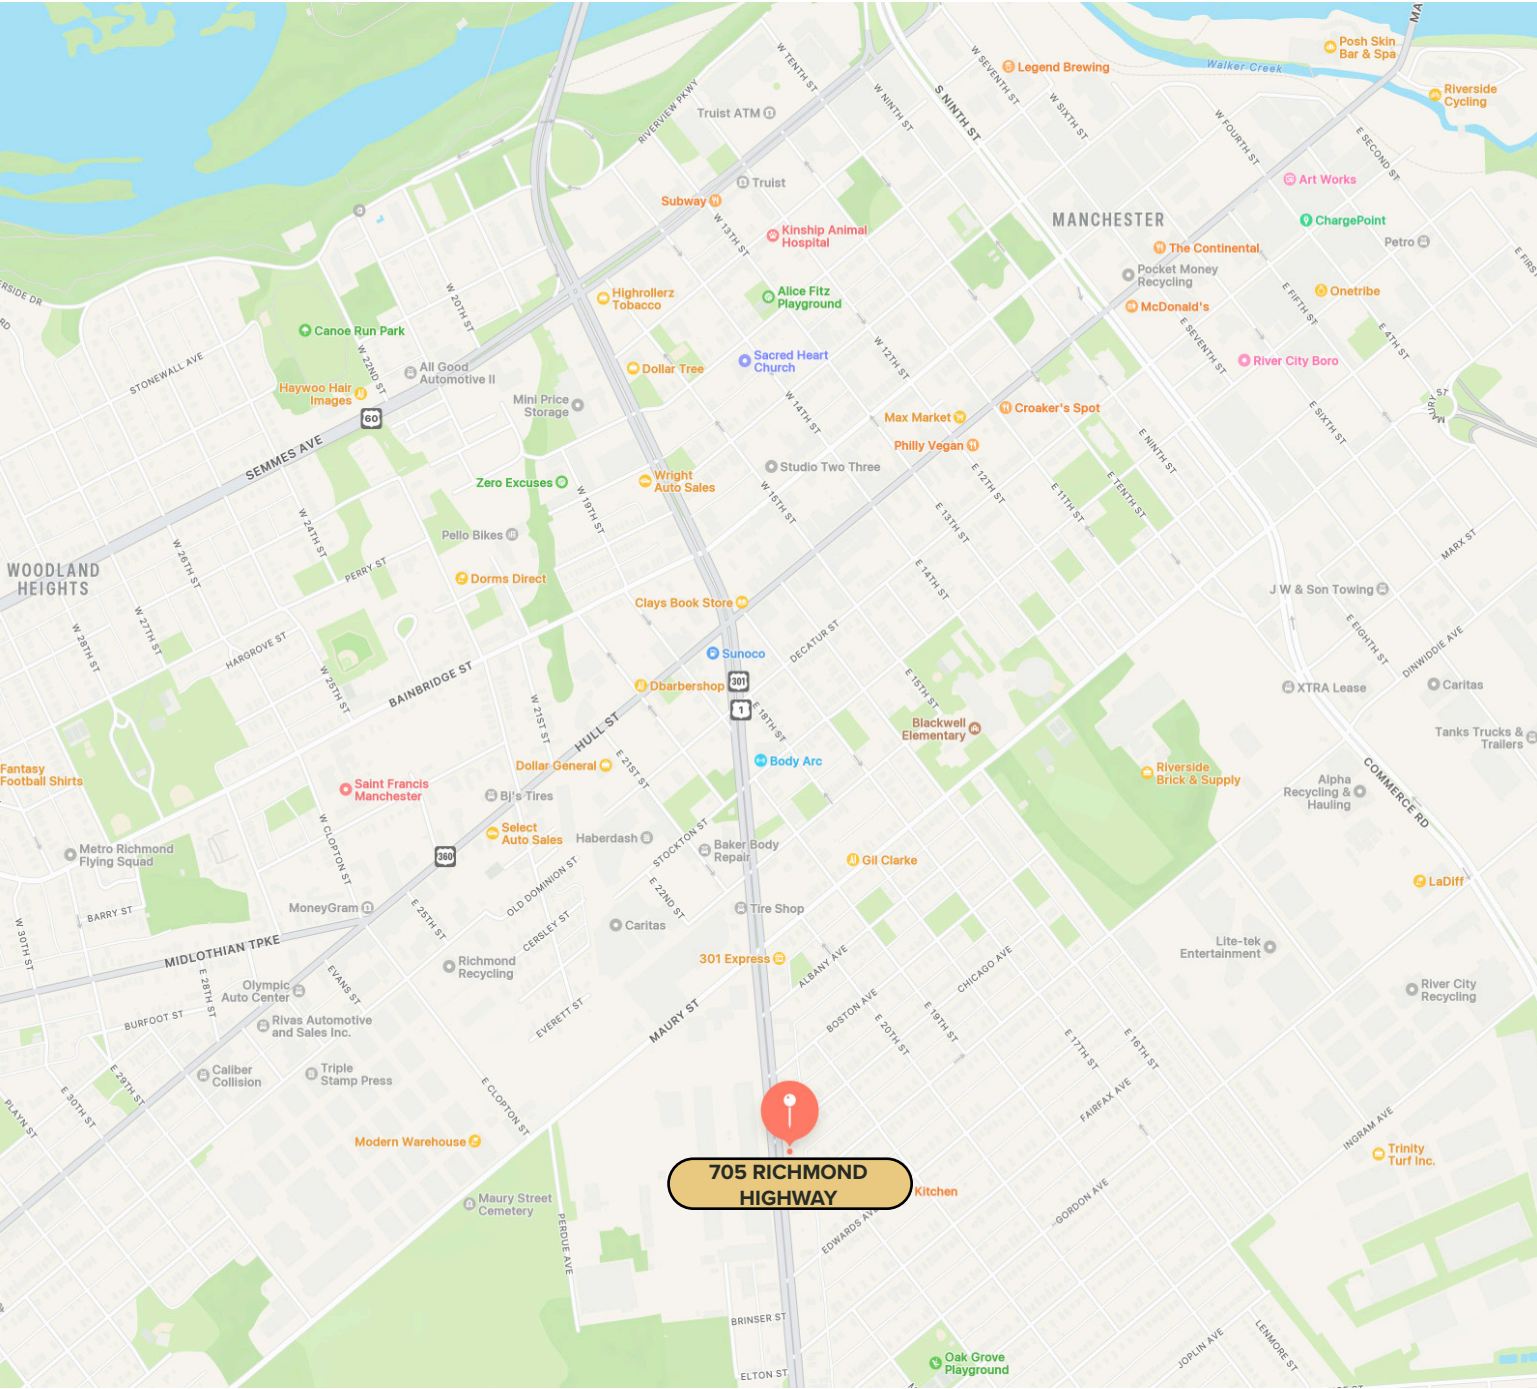 MA
Posh Skin
Bar & Spa
W TENTH ST
W SEVENTH ST
Legend Brewing
Walker Creek
Riverside
Cycling
RIVERVIEW PKWY
Truist ATM
W NINTH ST
S NINTH ST
W SIXTH ST
W FOURTH ST
E SECOND ST
Truist
Art Works
Subway
W 13TH ST
Kinship Animal
Hospital
MANCHESTER
ChargePoint
Petro
The Continental
E FIRS
Pocket Money
Recycling
ERSIDE DR
RD
W 20TH ST
Highrollerz
Tobacco
Alice Fitz
Playground
McDonald's
E FIFTH ST
Onetribe
Canoe Run Park
STONEWALL AVE
W 22ND ST
All Good
Automotive II
Dollar Tree
Sacred Heart
Church
W 12TH ST
E SEVENTH ST
River City Boro
E 4TH ST
Haywoo Hair
Images
60
Mini Price
Storage
W 14TH ST
Max Market
Croaker's Spot
MAURY ST
E SIXTH ST
SEMMES AVE
Philly Vegan
E NINTH ST
Studio Two Three
Zero Excuses
Wright
Auto Sales
W 15TH ST
E 12TH ST
E 11TH ST
E TENTH ST
W 24TH ST
W 19TH ST
E 13TH ST
Pello Bikes
MARX ST
WOODLAND
HEIGHTS
W 26TH ST
PERRY ST
Dorms Direct
E 14TH ST
J W & Son Towing
Clays Book Store
W 28TH ST
W 27TH ST
HARGROVE ST
DECATUR ST
E EIGHTH ST
DINWIDDIE AVE
Sunoco
W 25TH ST
BAINBRIDGE ST
Dbarbershop
301
E 15TH ST
XTRA Lease
Caritas
1
W 21ST ST
HULL ST
E 18TH ST
Blackwell
Elementary
Tanks Trucks &
Trailers
Fantasy
Football Shirts
Dollar General
E 21ST ST
Body Arc
Riverside
Brick & Supply
COMMERCE RD
Saint Francis
Manchester
Bj's Tires
Alpha
Recycling &
Hauling
W CLOPTON ST
Select
Auto Sales
Haberdash
STOCKTON ST
Baker Body
Repair
Metro Richmond
Flying Squad
360
Gil Clarke
OLD DOMINION ST
E 22ND ST
LaDiff
BARRY ST
MoneyGram
E 25TH ST
Tire Shop
W 30TH ST
MIDLOTHIAN TPKE
CERSLEY ST
Caritas
Lite-tek
Entertainment
E 28TH ST
EVANS ST
Richmond
Recycling
301 Express
ALBANY AVE
CHICAGO AVE
Olympic
Auto Center
River City
Recycling
BURFOOT ST
Rivas Automotive
and Sales Inc.
EVERETT ST
MAURY ST
BOSTON AVE
E 20TH ST
E 19TH ST
E 17TH ST
E 16TH ST
E 29TH ST
Caliber
Collision
Triple
Stamp Press
E 30TH ST
PLAYN ST
E CLOPTON ST
FAIRFAX AVE
INGRAM AVE
Modern Warehouse
Trinity
Turf Inc.
705 RICHMOND
HIGHWAY
Kitchen
Maury Street
Cemetery
PERDUE AVE
EDWARDS AVE
GORDON AVE
BRINSER ST
JOPLIN AVE
LENMORE ST
Oak Grove
Playground
ELTON ST